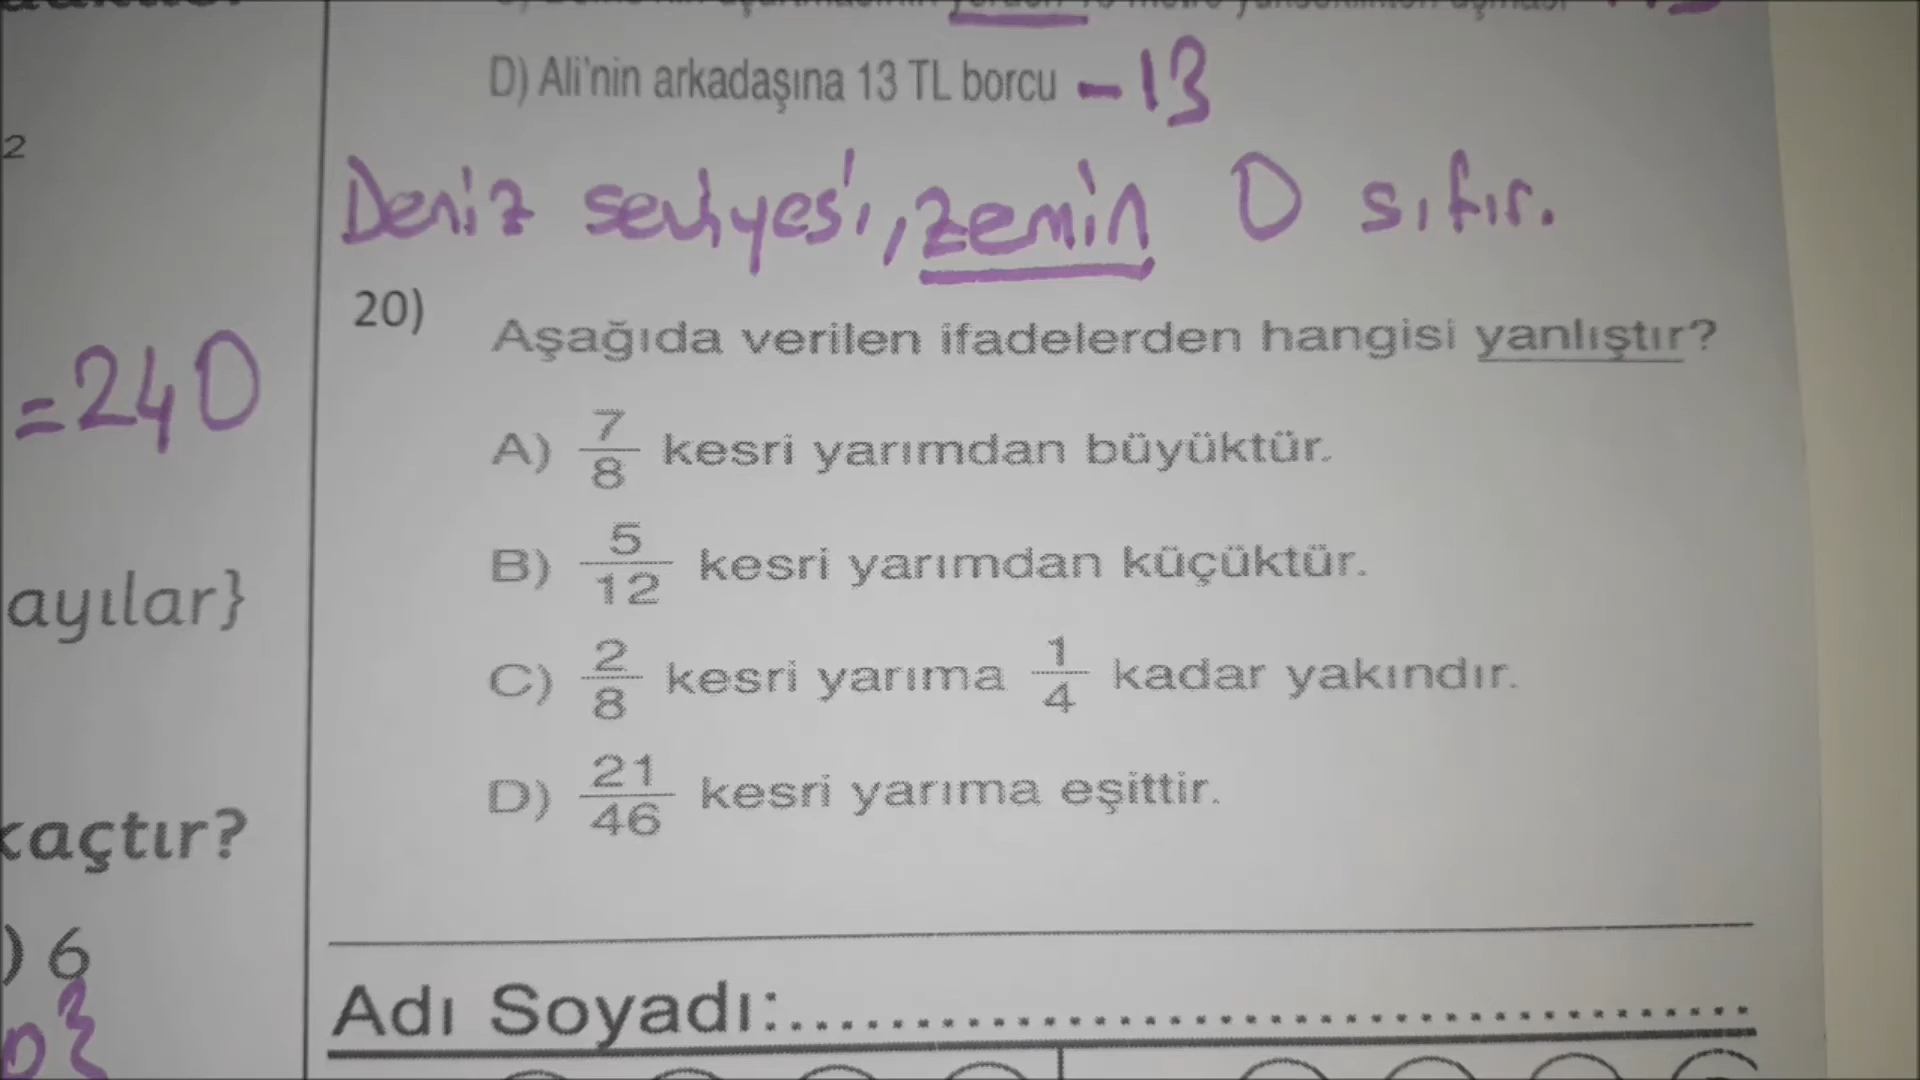 D) Ali'nin arkadaşına 13 TL borcu -13
Deniz seviyesi, zemin 0 sıfır.
20) Aşağıda verilen ifadelerden hangisi yanlıştır?
A) 7/8 kesri yarımdan büyüktür.
B) 5/12 kesri yarımdan küçüktür.
C) 2/8 kesri yarıma 1/4 kadar yakındır.
D) 21/46 kesri yarıma eşittir.
Adı Soyadı:
2
=240
ayılar}
kaçtır?
) 6